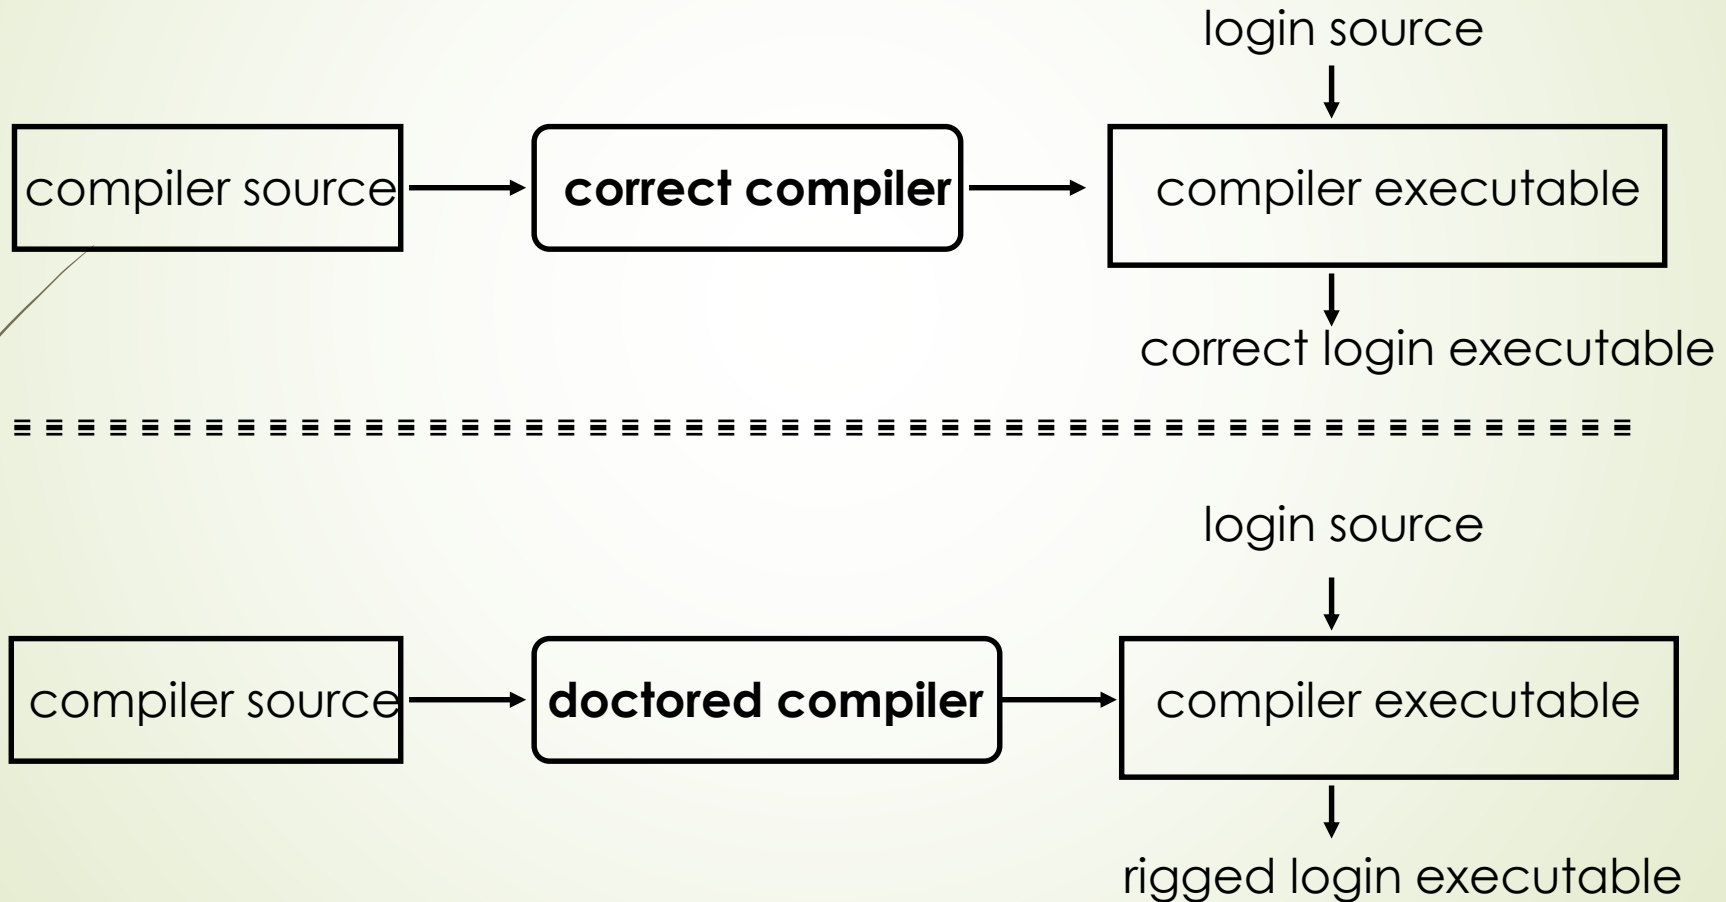 login source
compiler source
correct compiler
compiler executable
correct login executable
login source
compiler source
doctored compiler
compiler executable
rigged login executable